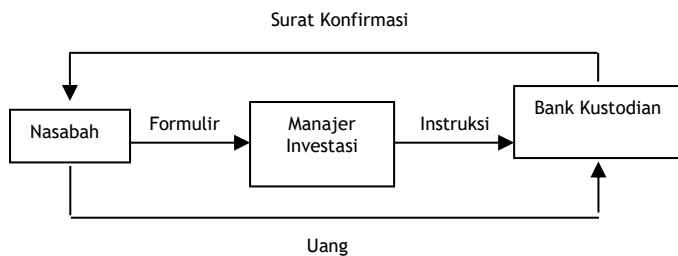 Surat Konfirmasi
Nasabah
Formulir
Manajer
Investasi
Instruksi
Bank Kustodian
Uang